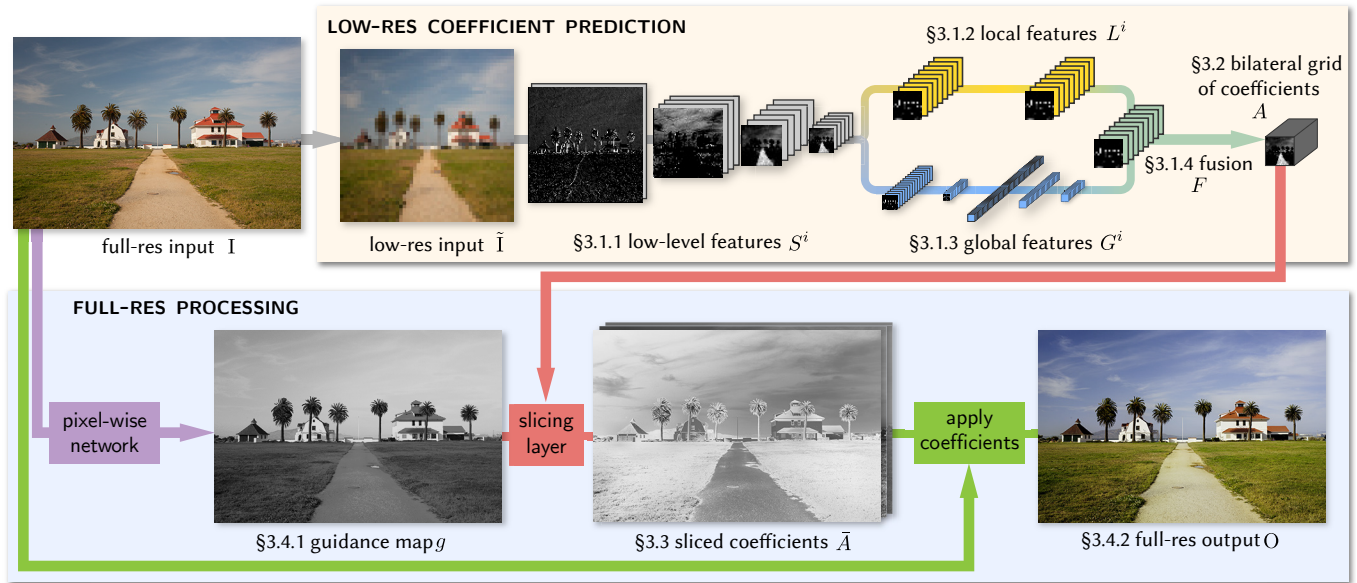 LOW-RES COEFFICIENT PREDICTION
full-res input I
low-res input Ĩ
§3.1.1 low-level features Sⁱ
§3.1.2 local features Lⁱ
§3.1.3 global features Gⁱ
§3.1.4 fusion
F
§3.2 bilateral grid
of coefficients
A
FULL-RES PROCESSING
pixel-wise
network
§3.4.1 guidance map g
slicing
layer
§3.3 sliced coefficients Ā
apply
coefficients
§3.4.2 full-res output O